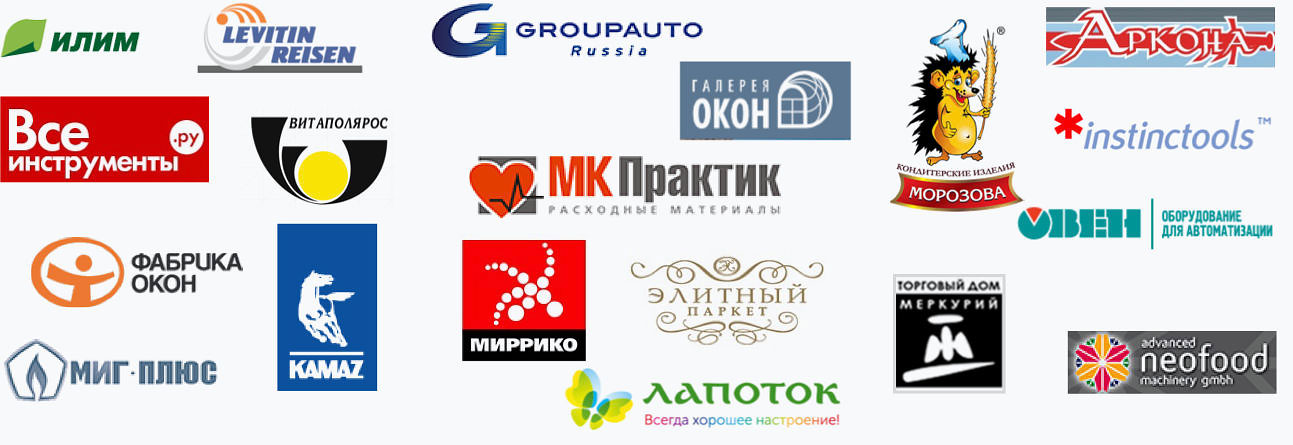 илим
LEVITIN
REISEN
GROUPAUTO
Russia
ГАЛЕРЕЯ
ОКОН
®
Аркона
Все
инструменты
.ру
ВИТАПОЛЯРОС
*instinctools™
МК Практик
РАСХОДНЫЕ МАТЕРИАЛЫ
КОНДИТЕРСКИЕ ИЗДЕЛИЯ
МОРОЗОВА
ОВЕН
ОБОРУДОВАНИЕ
ДЛЯ АВТОМАТИЗАЦИИ
ФАБРИКА
ОКОН
KAMAZ
МИРРИКО
ЭЛИТНЫЙ
ПАРКЕТ
ТОРГОВЫЙ ДОМ
МЕРКУРИЙ
МИГ·ПЛЮС
advanced
neofood
machinery gmbh
ЛАПОТОК
Всегда хорошее настроение!